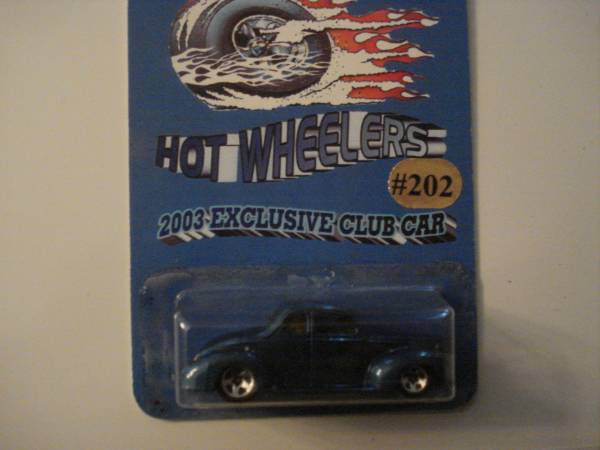 HOT WHEELERS
#202
2003 EXCLUSIVE CLUB CAR